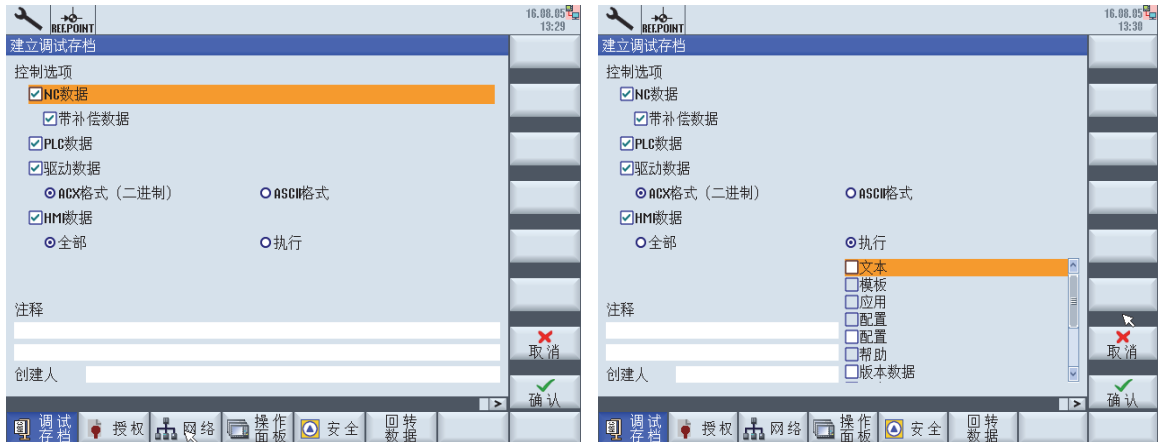 REF.POINT
16.08.05
13:29
建立调试存档
控制选项
NC数据
带补偿数据
PLC数据
驱动数据
ACX格式（二进制）
ASCII格式
HMI数据
全部
执行
注释
创建人
取消
确认
>
调试存档
授权
网络
操作面板
安全
回转数据
REF.POINT
16.08.05
13:30
建立调试存档
控制选项
NC数据
带补偿数据
PLC数据
驱动数据
ACX格式（二进制）
ASCII格式
HMI数据
全部
执行
文本
模板
应用
配置
配置
帮助
版本数据
注释
创建人
取消
确认
>
调试存档
授权
网络
操作面板
安全
回转数据